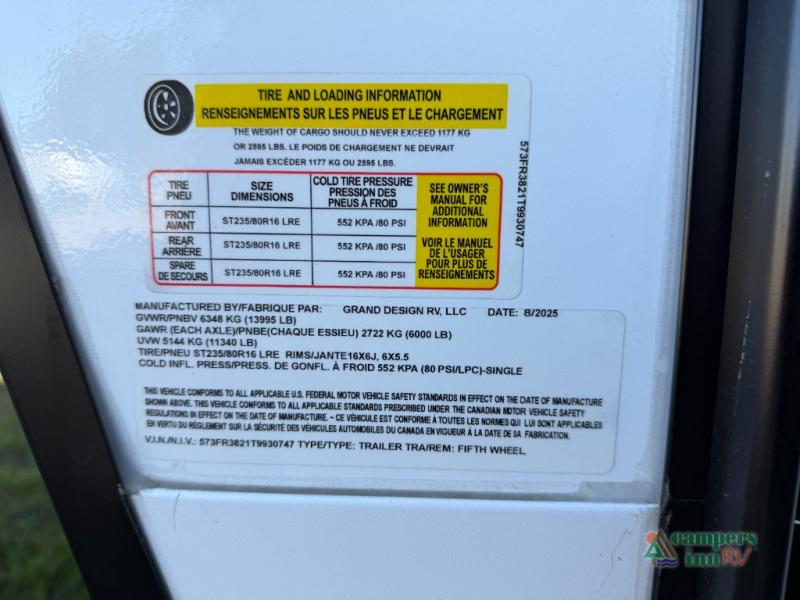 TIRE AND LOADING INFORMATION
RENSEIGNEMENTS SUR LES PNEUS ET LE CHARGEMENT
THE WEIGHT OF CARGO SHOULD NEVER EXCEED 1177 KG
OR 2595 LBS. LE POIDS DE CHARGEMENT NE DEVRAIT
JAMAIS EXCÉDER 1177 KG OU 2595 LBS.
TIRE
PNEU
SIZE
DIMENSIONS
COLD TIRE PRESSURE
PRESSION DES
PNEUS À FROID
FRONT
AVANT
ST235/80R16 LRE
552 KPA /80 PSI
REAR
ARRIÈRE
ST235/80R16 LRE
552 KPA /80 PSI
SPARE
DE SECOURS
ST235/80R16 LRE
552 KPA /80 PSI
SEE OWNER'S
MANUAL FOR
ADDITIONAL
INFORMATION
VOIR LE MANUEL
DE L'USAGER
POUR PLUS DE
RENSEIGNEMENTS
573FR3821T9930747
MANUFACTURED BY/FABRIQUE PAR: GRAND DESIGN RV, LLC DATE: 8/2025
GVWR/PNBV 6348 KG (13995 LB)
GAWR (EACH AXLE)/PNBE(CHAQUE ESSIEU) 2722 KG (6000 LB)
UVW 5144 KG (11340 LB)
TIRE/PNEU ST235/80R16 LRE RIMS/JANTE16X6J, 6X5.5
COLD INFL. PRESS/PRESS. DE GONFL. À FROID 552 KPA (80 PSI/LPC)-SINGLE
THIS VEHICLE CONFORMS TO ALL APPLICABLE U.S. FEDERAL MOTOR VEHICLE SAFETY STANDARDS IN EFFECT ON THE DATE OF MANUFACTURE
SHOWN ABOVE. THIS VEHICLE CONFORMS TO ALL APPLICABLE STANDARDS PRESCRIBED UNDER THE CANADIAN MOTOR VEHICLE SAFETY
REGULATIONS IN EFFECT ON THE DATE OF MANUFACTURE. - CE VÉHICULE EST CONFORME À TOUTES LES NORMES QUI LUI SONT APPLICABLES
EN VERTU DU RÈGLEMENT SUR LA SÉCURITÉ DES VÉHICULES AUTOMOBILES DU CANADA EN VIGUEUR À LA DATE DE SA FABRICATION.
V.I.N./N.I.V.: 573FR3821T9930747 TYPE/TYPE: TRAILER TRA/REM: FIFTH WHEEL
campers
inn RV